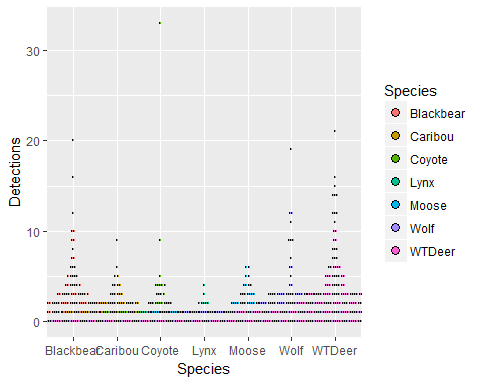 30
20
10
0
Detections
Blackbear Caribou Coyote Lynx Moose Wolf WTDeer
Species
Species
Blackbear
Caribou
Coyote
Lynx
Moose
Wolf
WTDeer